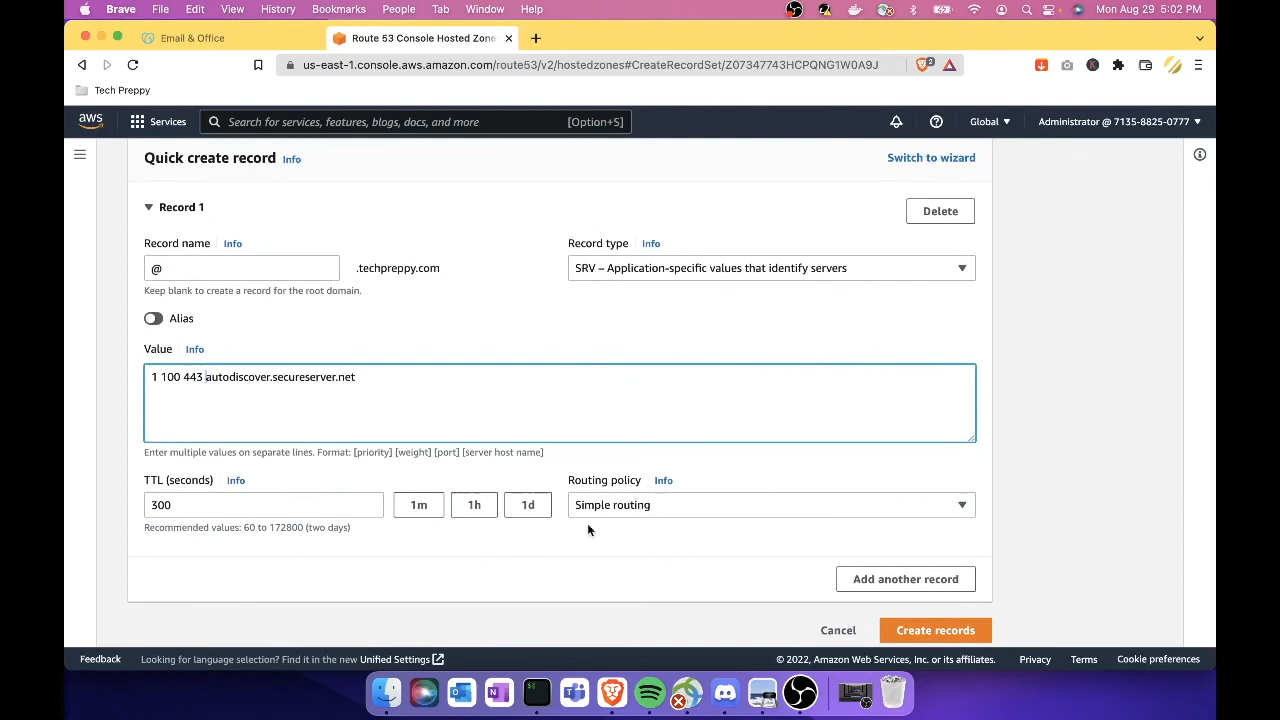 Brave File Edit View History Bookmarks People Tab Window Help Mon Aug 29 5:02 PM
Email & Office Route 53 Console Hosted Zone
us-east-1.console.aws.amazon.com/route53/v2/hostedzones#CreateRecordSet/Z07347743HCPQNG1W0A9J 2
Tech Preppy
aws Services Search for services, features, blogs, docs, and more [Option+S] Global Administrator @ 7135-8825-0777
Quick create record Info Switch to wizard
Record 1 Delete
Record name Info Record type Info
@ .techpreppy.com SRV – Application-specific values that identify servers
Keep blank to create a record for the root domain.
Alias
Value Info
1 100 443 autodiscover.secureserver.net
Enter multiple values on separate lines. Format: [priority] [weight] [port] [server host name]
TTL (seconds) Info Routing policy Info
300 1m 1h 1d Simple routing
Recommended values: 60 to 172800 (two days)
Add another record
Cancel Create records
Feedback Looking for language selection? Find it in the new Unified Settings © 2022, Amazon Web Services, Inc. or its affiliates. Privacy Terms Cookie preferences